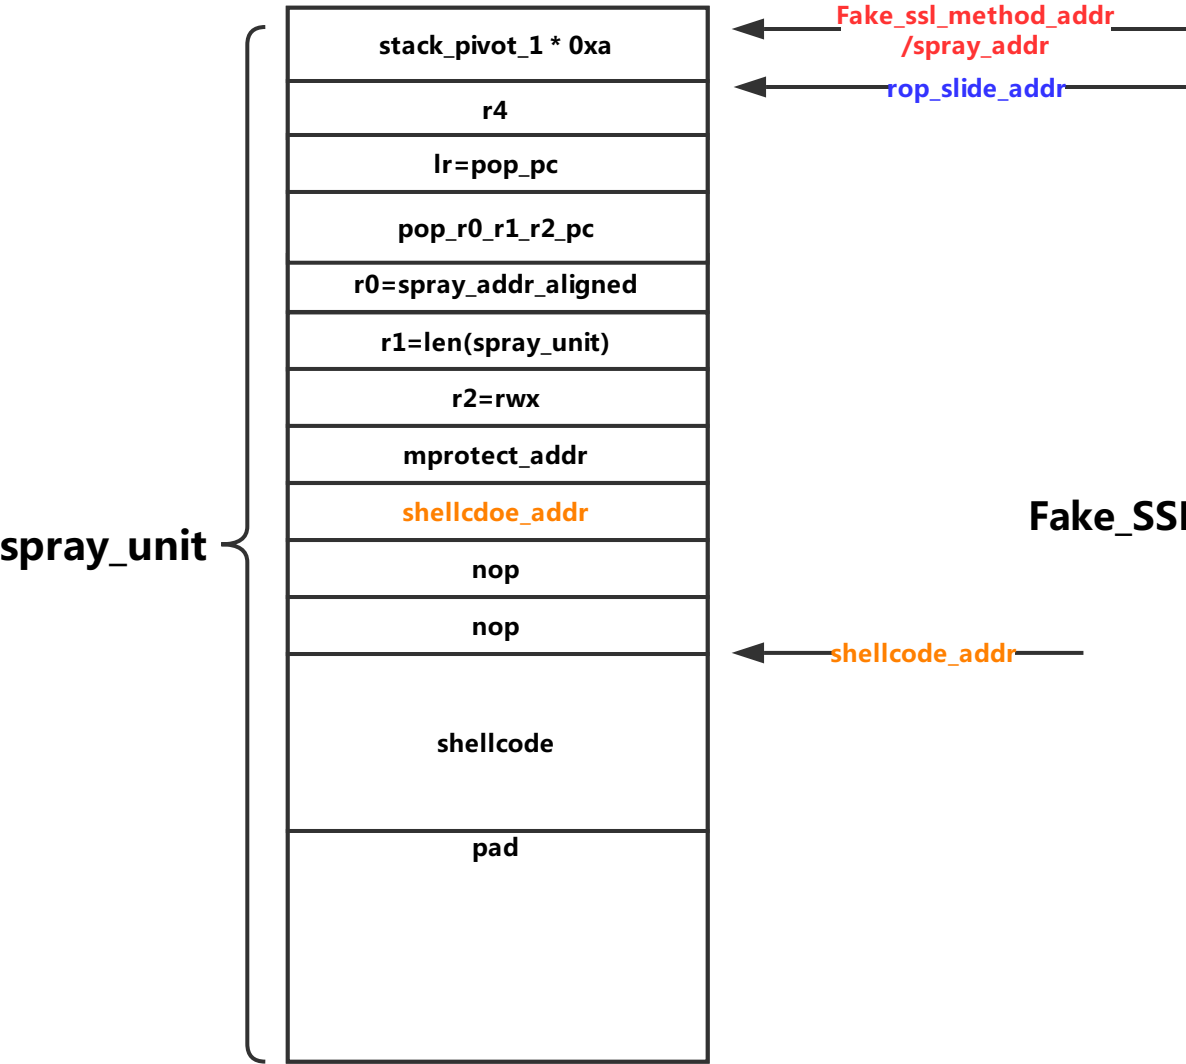 stack_pivot_1 * 0xa
Fake_ssl_method_addr
/spray_addr
rop_slide_addr
r4
lr=pop_pc
pop_r0_r1_r2_pc
r0=spray_addr_aligned
r1=len(spray_unit)
r2=rwx
mprotect_addr
shellcdoe_addr
Fake_SSL
spray_unit
nop
nop
shellcode_addr
shellcode
pad